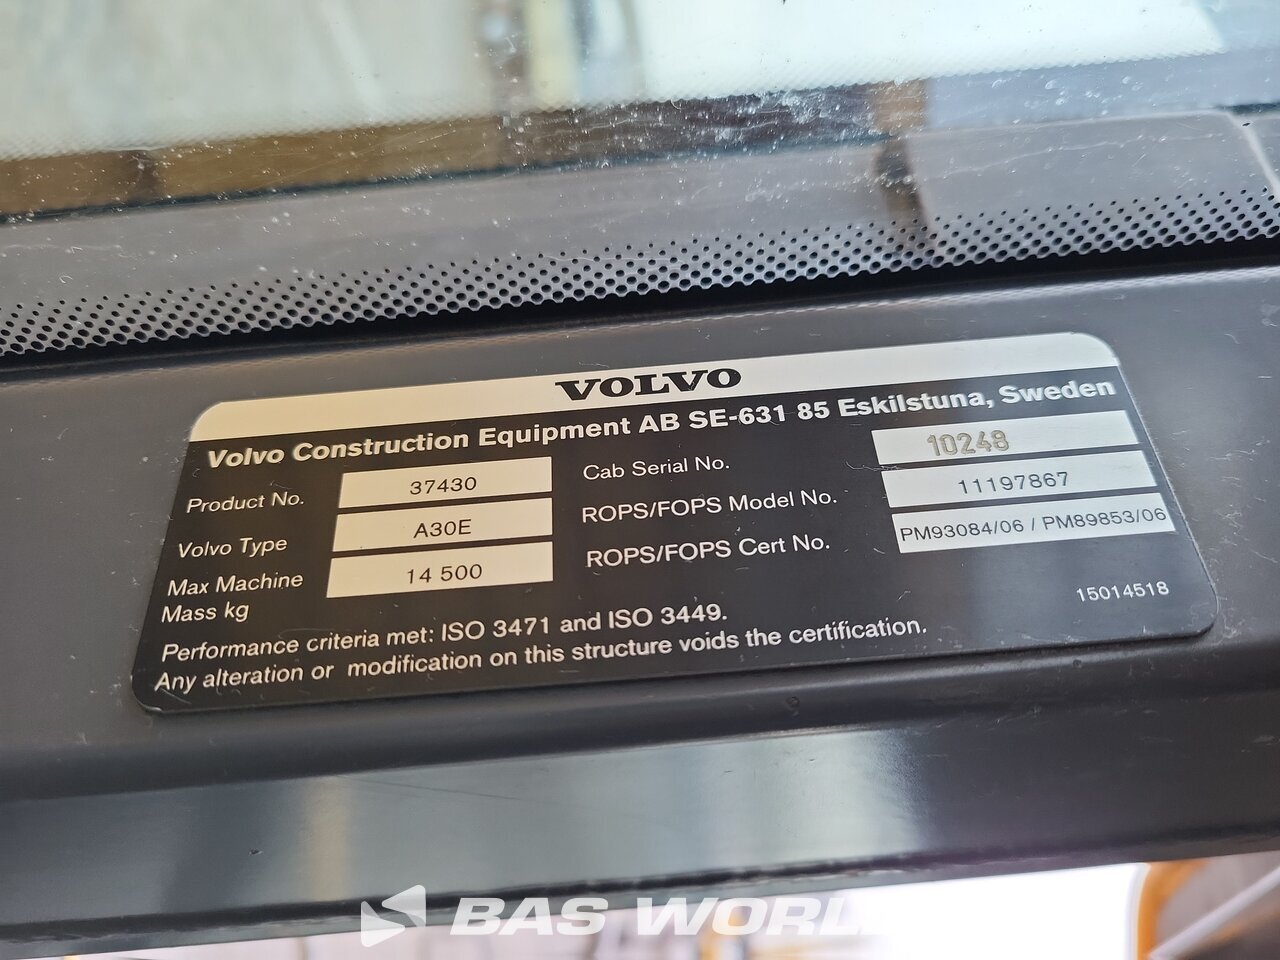 VOLVO
Volvo Construction Equipment AB SE-631 85 Eskilstuna, Sweden
Product No. 37430
Volvo Type A30E
Max Machine Mass kg 14 500
Cab Serial No. 10248
ROPS/FOPS Model No. 11197867
ROPS/FOPS Cert No. PM93084/06 / PM89853/06
15014518
Performance criteria met: ISO 3471 and ISO 3449.
Any alteration or modification on this structure voids the certification.
BAS WORLD